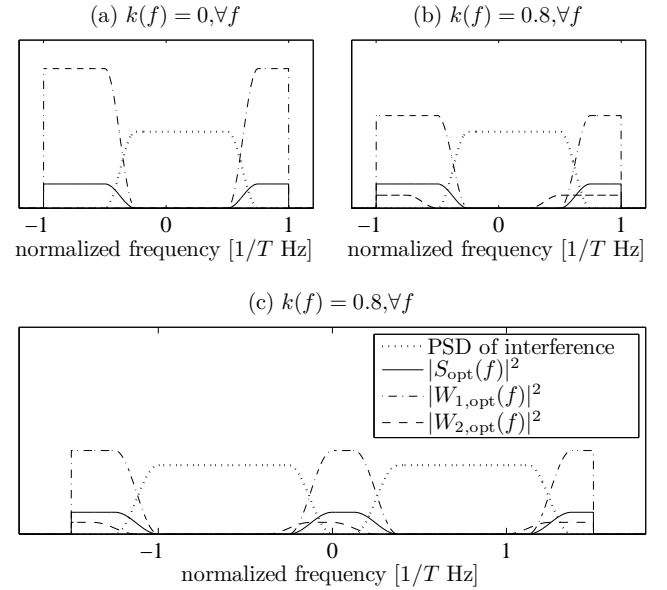 (a) k(f) = 0,∀f
(b) k(f) = 0.8,∀f
−1 0 1
−1 0 1
normalized frequency [1/T Hz]
normalized frequency [1/T Hz]
(c) k(f) = 0.8,∀f
PSD of interference
|S_opt(f)|²
|W_1,opt(f)|²
|W_2,opt(f)|²
−1 0 1
normalized frequency [1/T Hz]